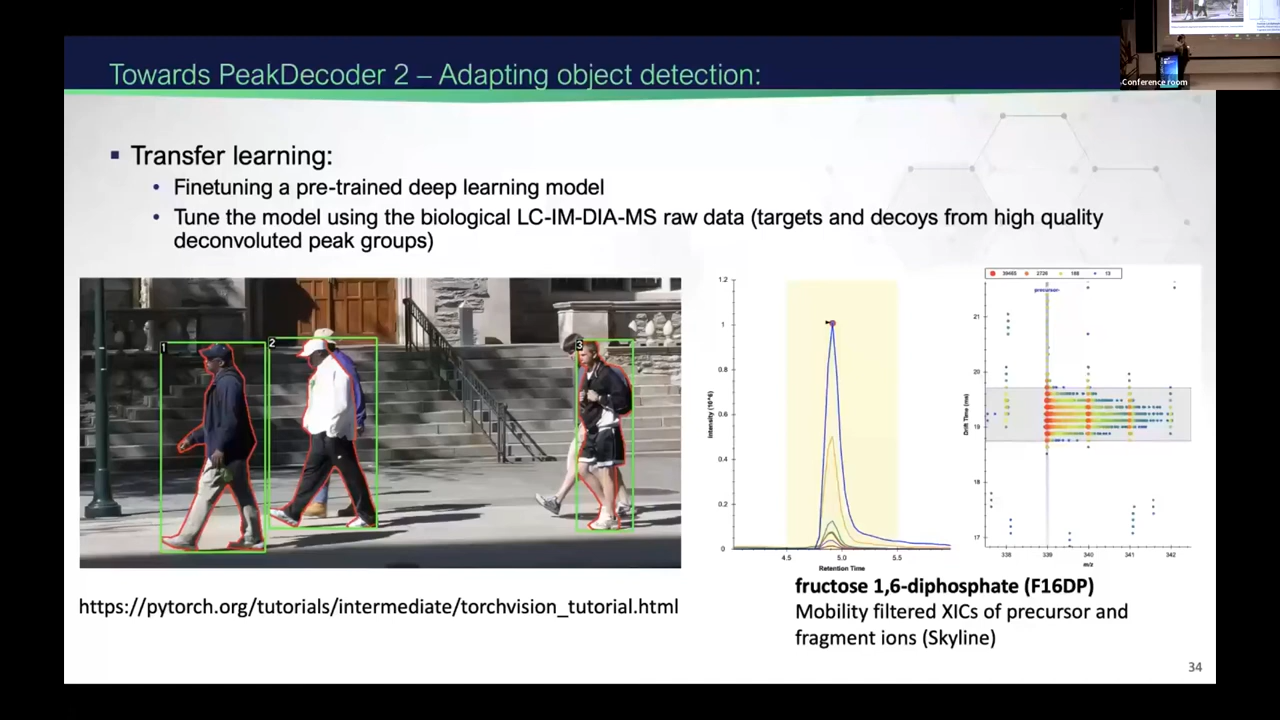 Towards PeakDecoder 2 – Adapting object detection:
Conference room
▪ Transfer learning:
• Finetuning a pre-trained deep learning model
• Tune the model using the biological LC-IM-DIA-MS raw data (targets and decoys from high quality
deconvoluted peak groups)
1
2
3
1.2
1
0.8
0.6
0.4
0.2
0
Intensity (10^6)
4.5 5.0 5.5
Retention Time
39465 2726 188 13
precursor
21
20
19
18
17
Drift Time (ms)
338 339 340 341 342
m/z
https://pytorch.org/tutorials/intermediate/torchvision_tutorial.html
fructose 1,6-diphosphate (F16DP)
Mobility filtered XICs of precursor and
fragment ions (Skyline)
34